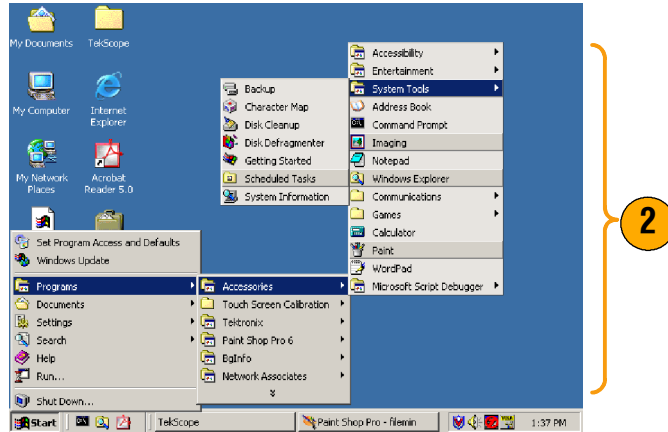 My Documents
TekScope
My Computer
Internet
Explorer
My Network
Places
Acrobat
Reader 5.0
Set Program Access and Defaults
Windows Update
Programs
Documents
Settings
Search
Help
Run...
Shut Down...
Accessories
Touch Screen Calibration
Tektronix
Paint Shop Pro 6
BgInfo
Network Associates
Backup
Character Map
Disk Cleanup
Disk Defragmenter
Getting Started
Scheduled Tasks
System Information
Accessibility
Entertainment
System Tools
Address Book
Command Prompt
Imaging
Notepad
Windows Explorer
Communications
Games
Calculator
Paint
WordPad
Microsoft Script Debugger
2
Start
TekScope
Paint Shop Pro - filemin
1:37 PM